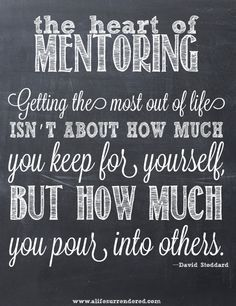 the heart of
MENTORING
Getting the most out of life
ISN'T ABOUT HOW MUCH
you keep for yourself,
BUT HOW MUCH
you pour into others.
—David Stoddard
www.alifesurrendered.com